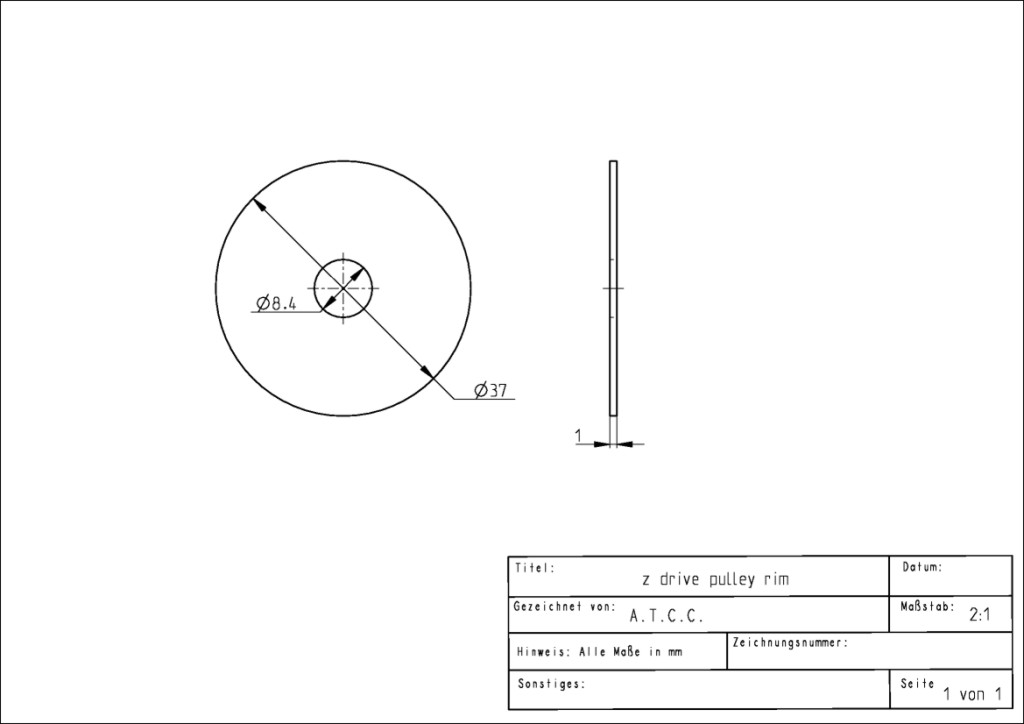 Ø8.4
Ø37
1
Titel:
z drive pulley rim
Datum:
Gezeichnet von:
A.T.C.C.
Maßstab:
2:1
Hinweis: Alle Maße in mm
Zeichnungsnummer:
Sonstiges:
Seite
1 von 1